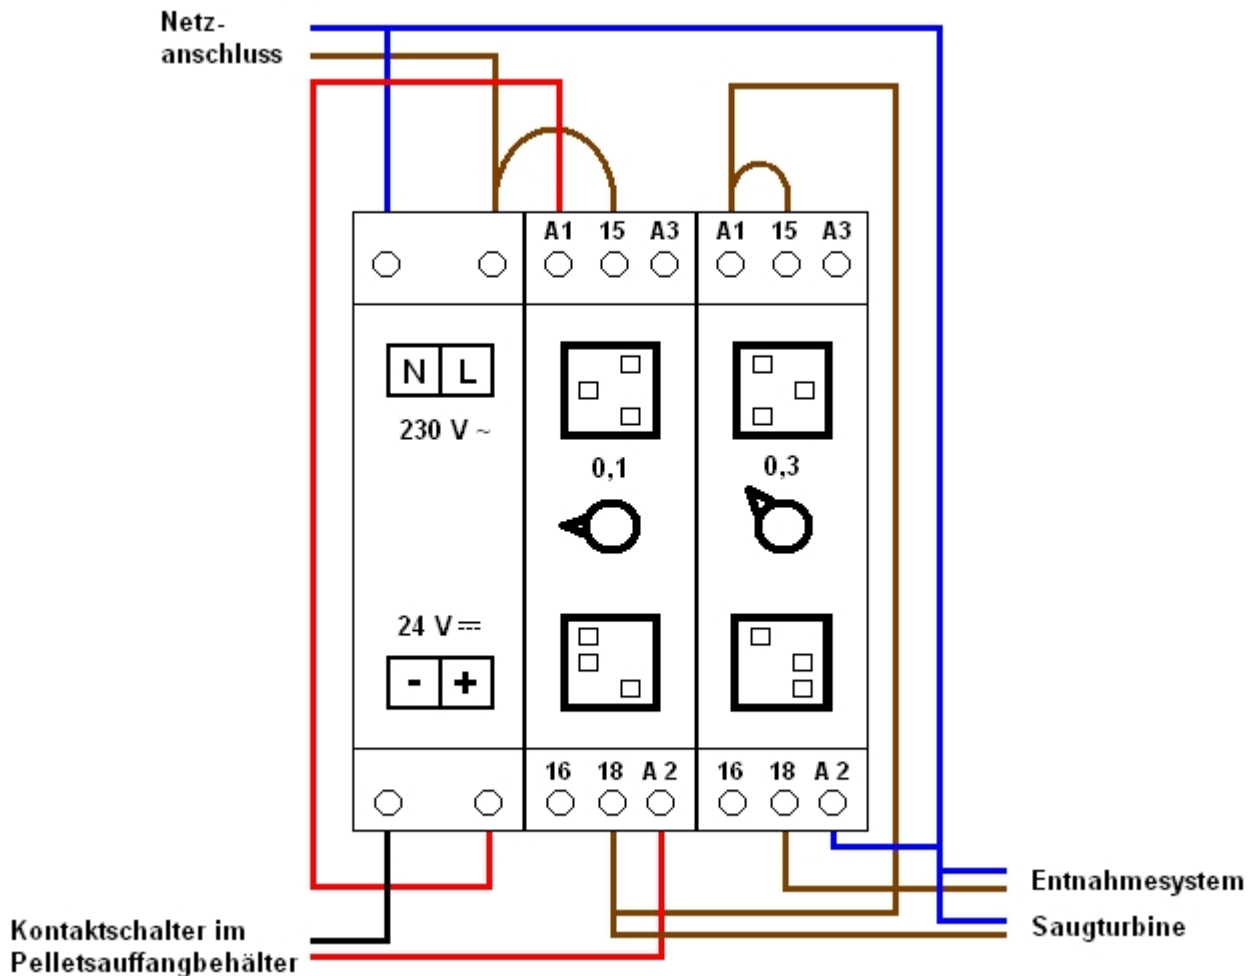 Netz-
anschluss
A1 15 A3 A1 15 A3
N L
230 V ~
0,1 0,3
24 V ⎓
- +
16 18 A 2 16 18 A 2
Entnahmesystem
Saugturbine
Kontaktschalter im
Pelletsauffangbehälter